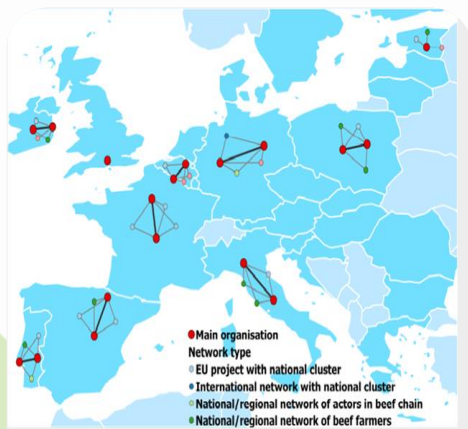 Main organisation
Network type
EU project with national cluster
International network with national cluster
National/regional network of actors in beef chain
National/regional network of beef farmers